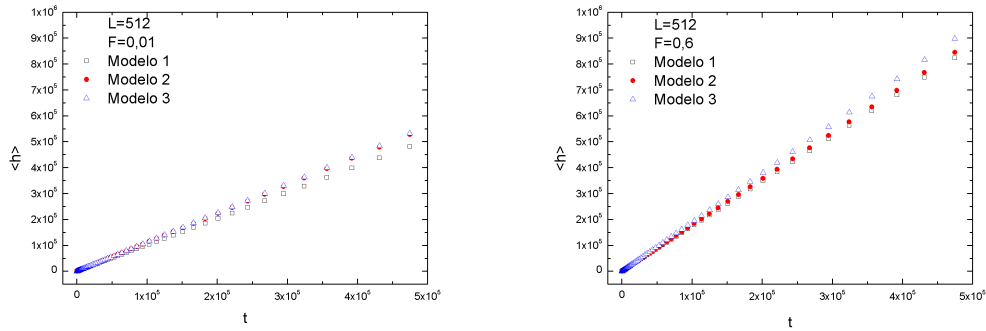 L=512
F=0,01
Modelo 1
Modelo 2
Modelo 3
1x10⁶
9x10⁵
8x10⁵
7x10⁵
6x10⁵
5x10⁵
4x10⁵
3x10⁵
2x10⁵
1x10⁵
0
<h>
0 1x10⁵ 2x10⁵ 3x10⁵ 4x10⁵ 5x10⁵
t
L=512
F=0,6
Modelo 1
Modelo 2
Modelo 3
1x10⁶
9x10⁵
8x10⁵
7x10⁵
6x10⁵
5x10⁵
4x10⁵
3x10⁵
2x10⁵
1x10⁵
0
<h>
0 1x10⁵ 2x10⁵ 3x10⁵ 4x10⁵ 5x10⁵
t